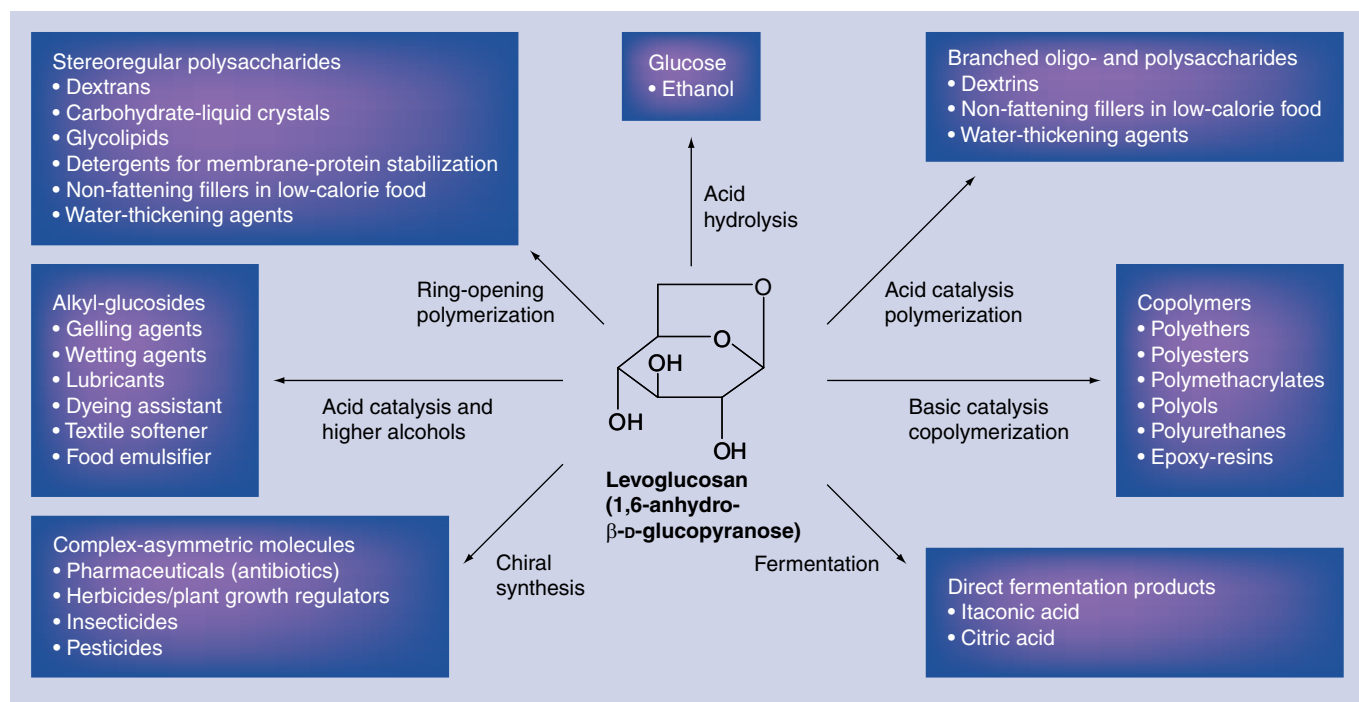 Stereoregular polysaccharides
• Dextrans
• Carbohydrate-liquid crystals
• Glycolipids
• Detergents for membrane-protein stabilization
• Non-fattening fillers in low-calorie food
• Water-thickening agents
Glucose
• Ethanol
Branched oligo- and polysaccharides
• Dextrins
• Non-fattening fillers in low-calorie food
• Water-thickening agents
Acid
hydrolysis
Ring-opening
polymerization
Acid catalysis
polymerization
Alkyl-glucosides
• Gelling agents
• Wetting agents
• Lubricants
• Dyeing assistant
• Textile softener
• Food emulsifier
Acid catalysis and
higher alcohols
O
O
OH
OH
OH
Levoglucosan
(1,6-anhydro-
β-D-glucopyranose)
Basic catalysis
copolymerization
Copolymers
• Polyethers
• Polyesters
• Polymethacrylates
• Polyols
• Polyurethanes
• Epoxy-resins
Complex-asymmetric molecules
• Pharmaceuticals (antibiotics)
• Herbicides/plant growth regulators
• Insecticides
• Pesticides
Chiral
synthesis
Fermentation
Direct fermentation products
• Itaconic acid
• Citric acid